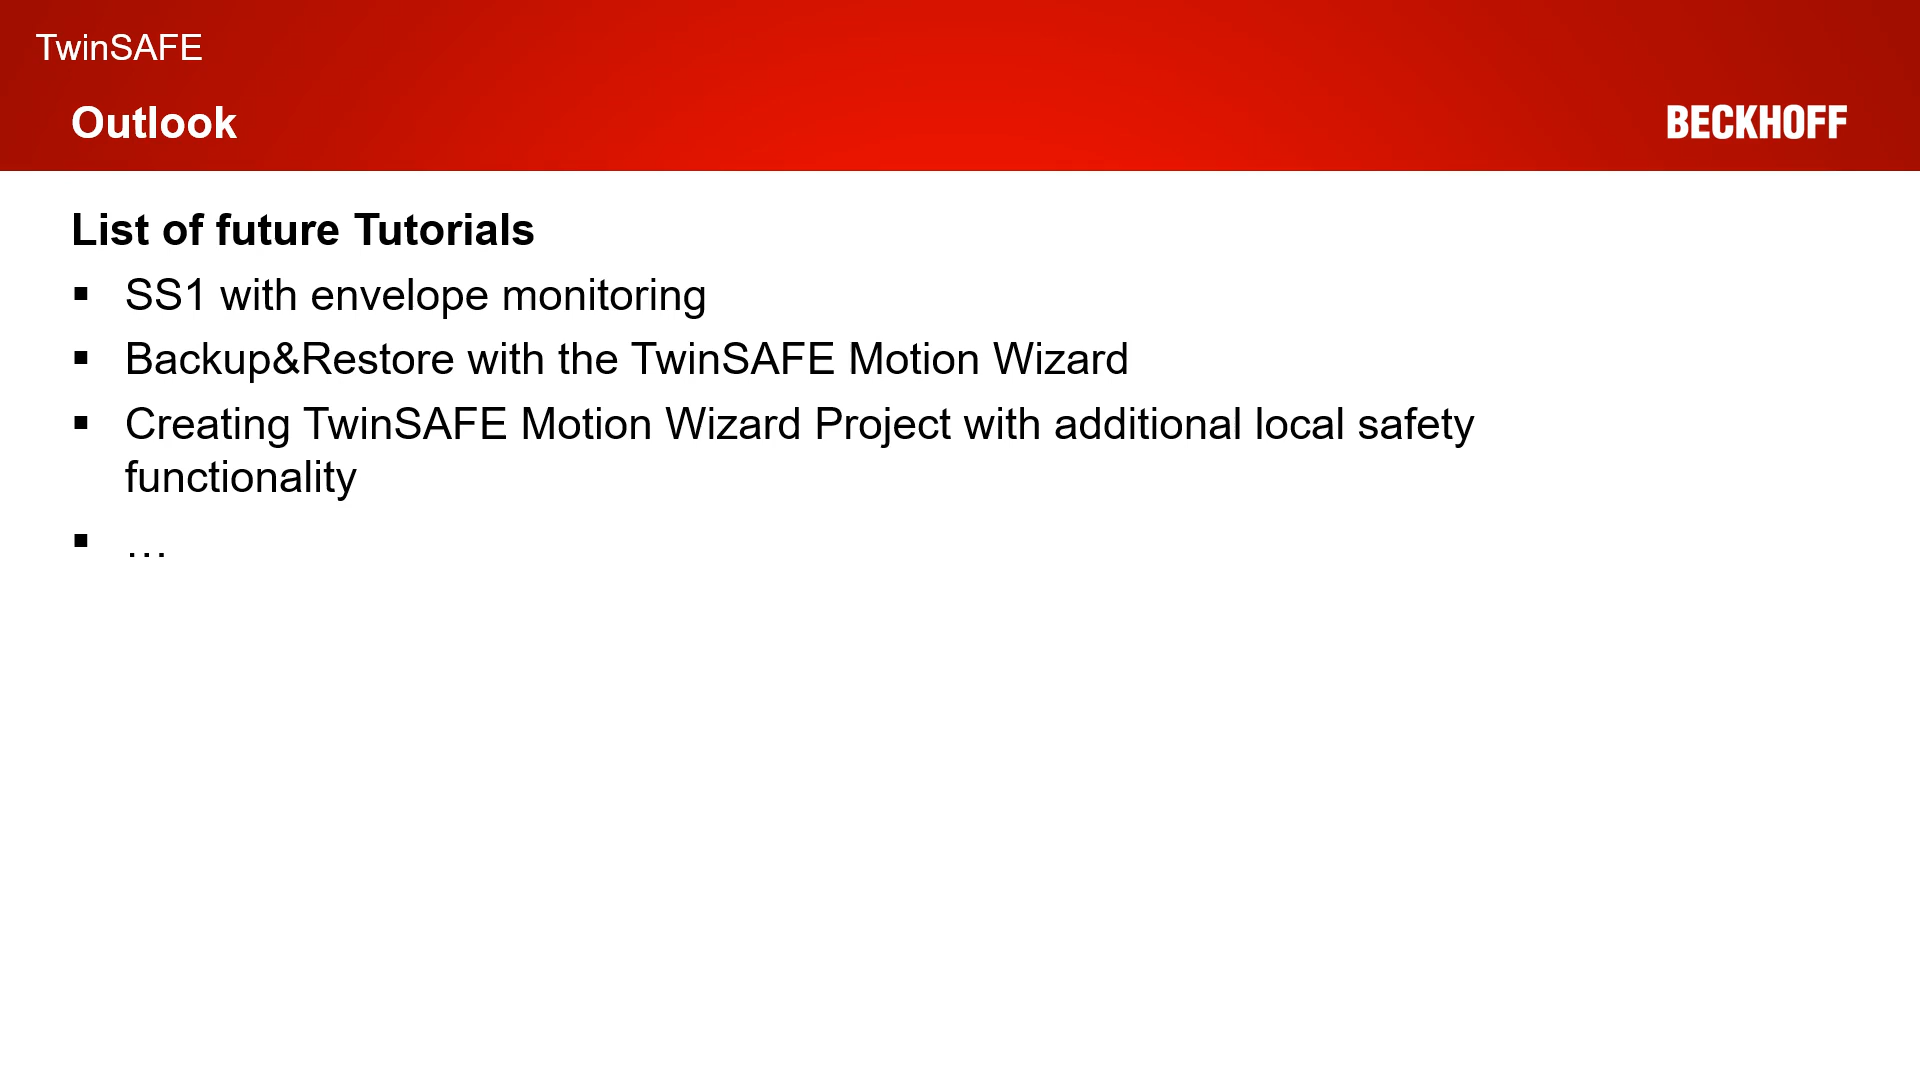 TwinSAFE
Outlook
BECKHOFF
List of future Tutorials
▪ SS1 with envelope monitoring
▪ Backup&Restore with the TwinSAFE Motion Wizard
▪ Creating TwinSAFE Motion Wizard Project with additional local safety
functionality
▪ …